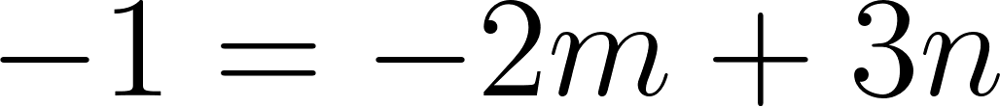 −1 = −2m + 3n